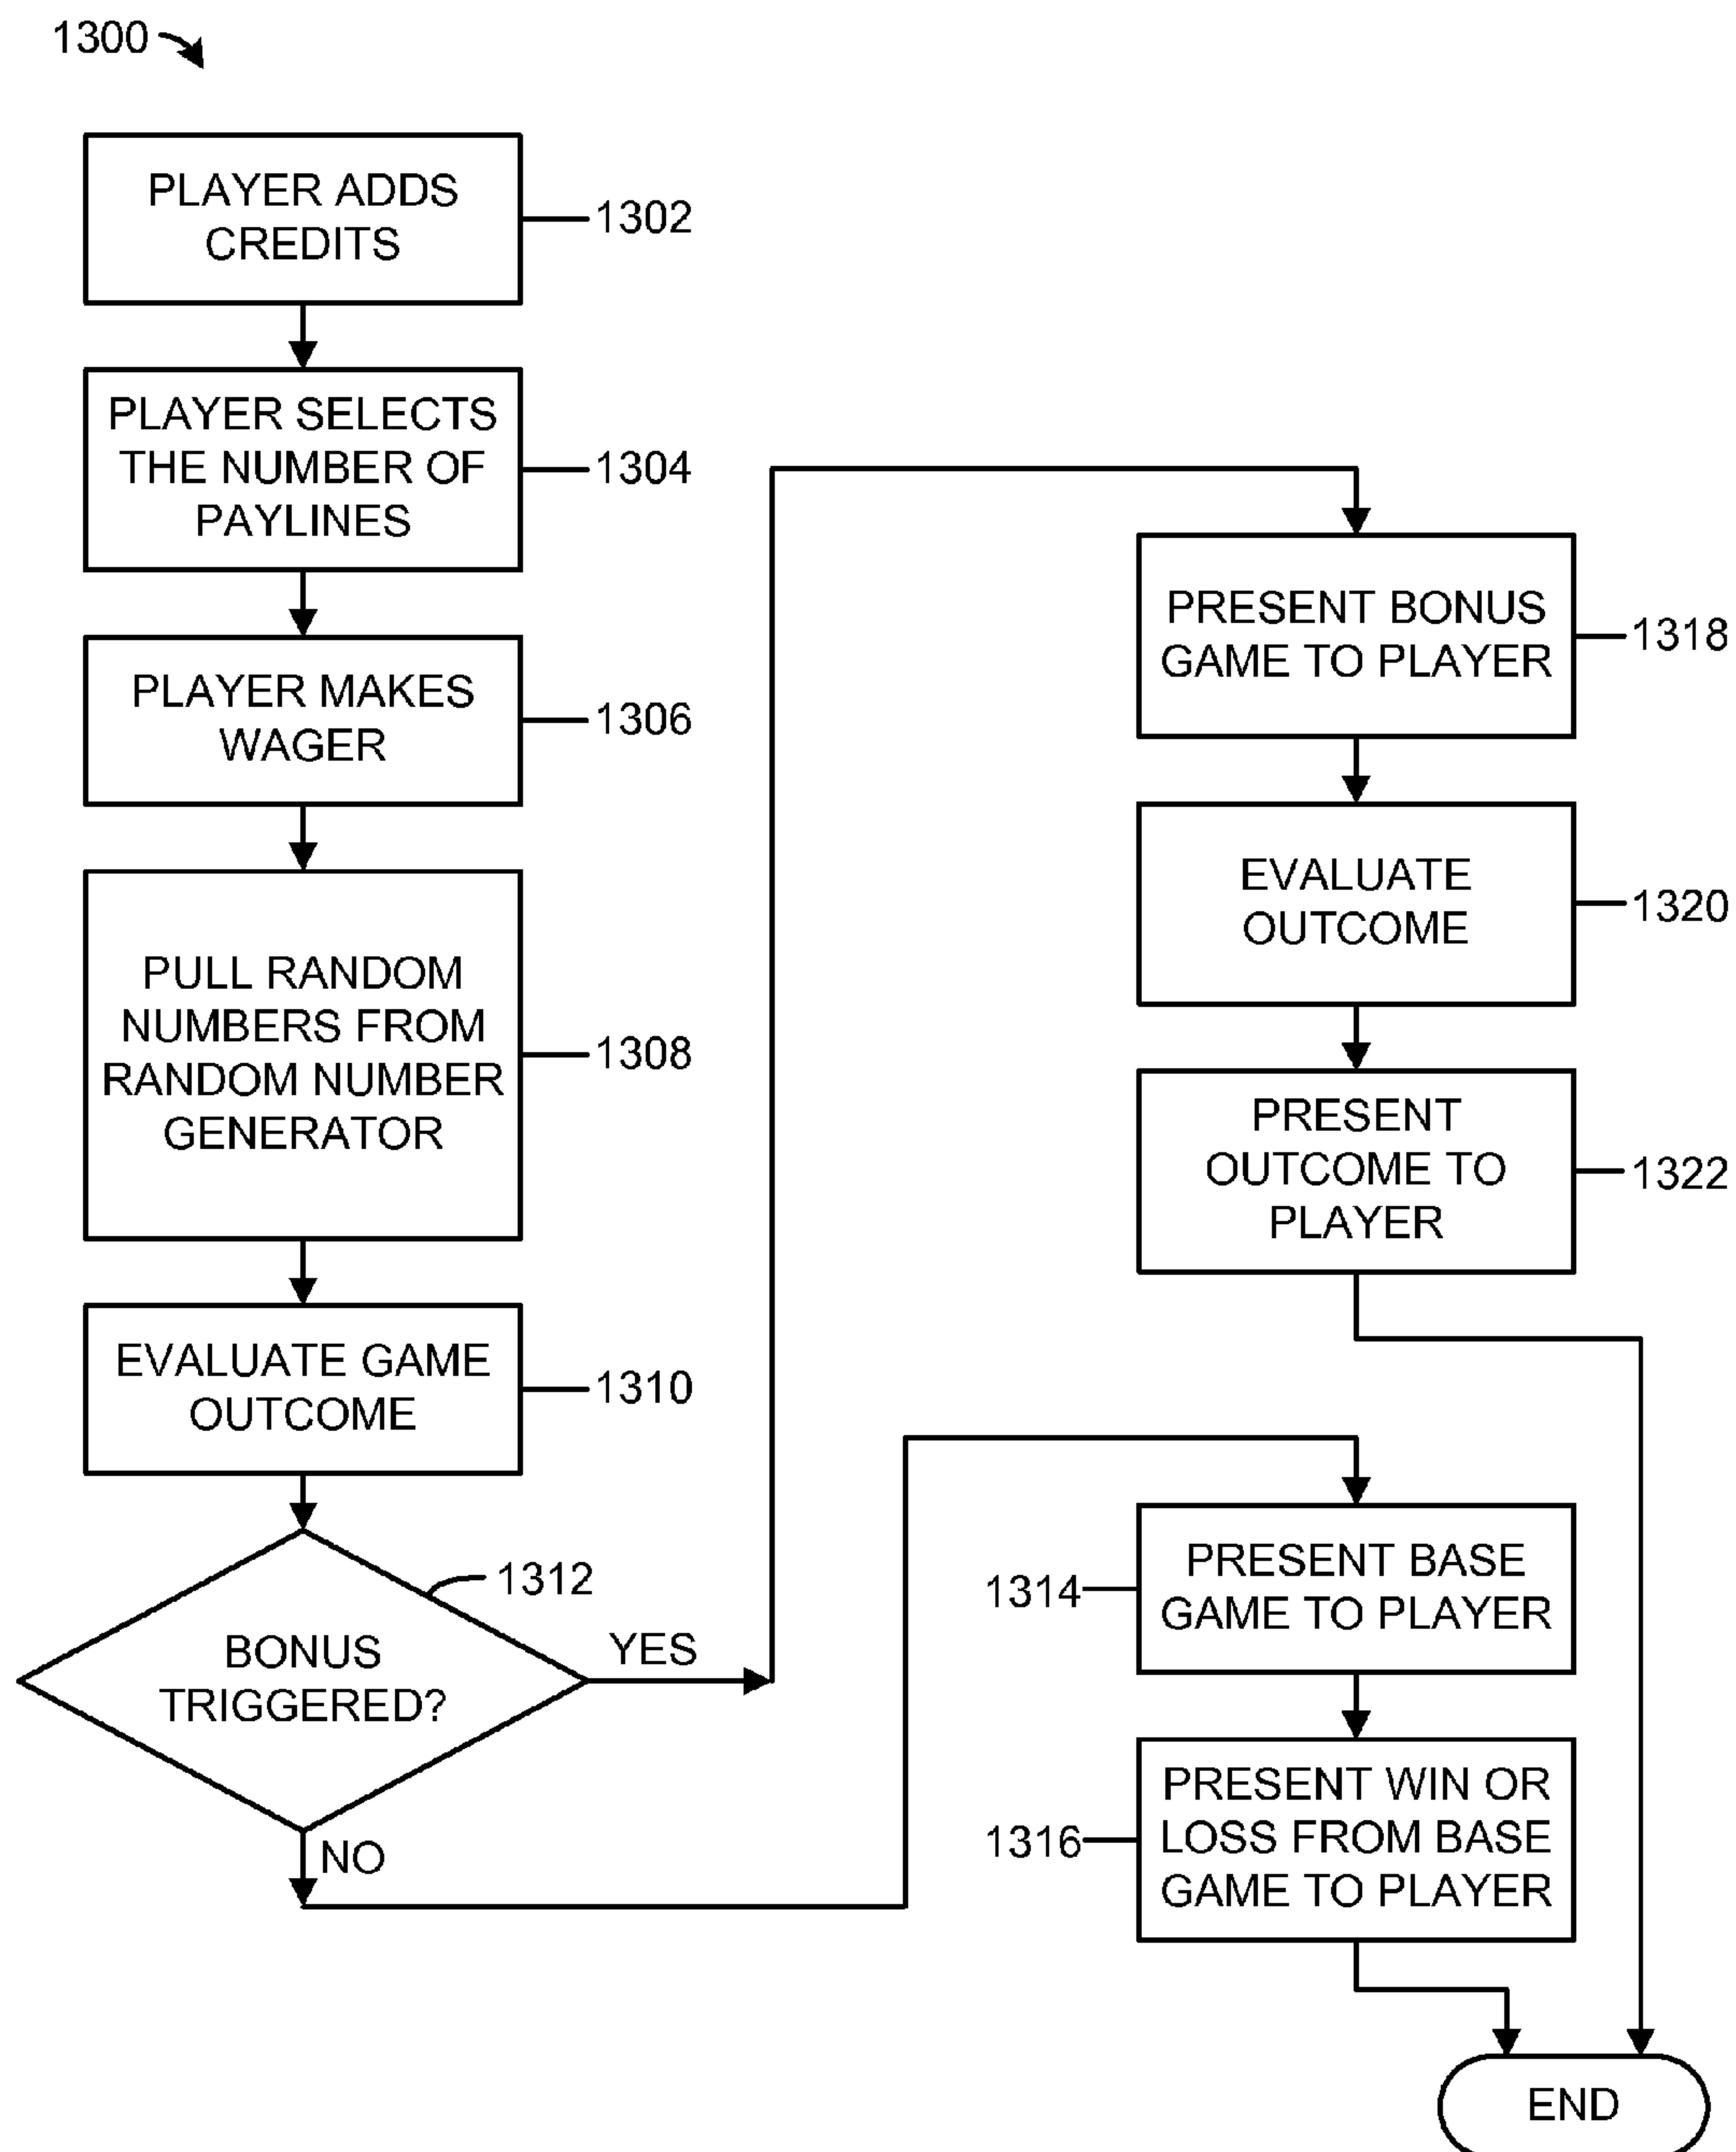 1300
PLAYER ADDS
CREDITS
1302
PLAYER SELECTS
THE NUMBER OF
PAYLINES
1304
PLAYER MAKES
WAGER
1306
PULL RANDOM
NUMBERS FROM
RANDOM NUMBER
GENERATOR
1308
EVALUATE GAME
OUTCOME
1310
BONUS
TRIGGERED?
1312
YES
NO
PRESENT BONUS
GAME TO PLAYER
1318
EVALUATE
OUTCOME
1320
PRESENT
OUTCOME TO
PLAYER
1322
PRESENT BASE
GAME TO PLAYER
1314
PRESENT WIN OR
LOSS FROM BASE
GAME TO PLAYER
1316
END